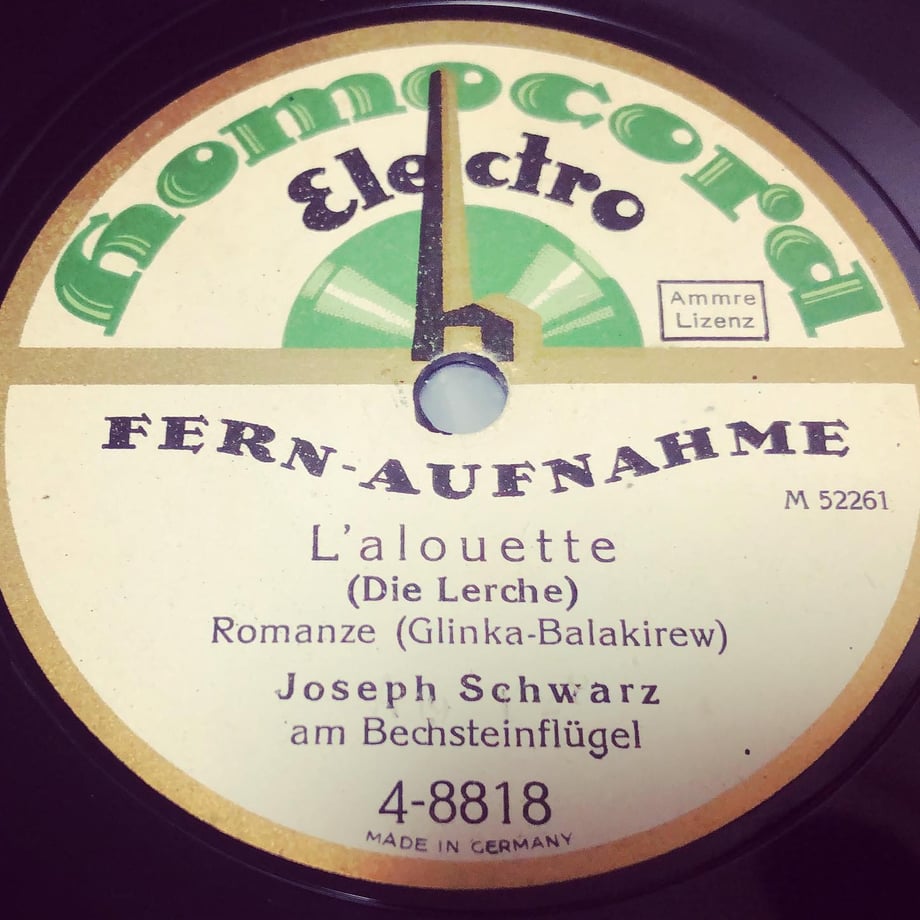 homocord
Electro
Ammre
Lizenz
FERN-AUFNAHME
M 52261
L'alouette
(Die Lerche)
Romanze (Glinka-Balakirew)
Joseph Schwarz
am Bechsteinflügel
4-8818
MADE IN GERMANY